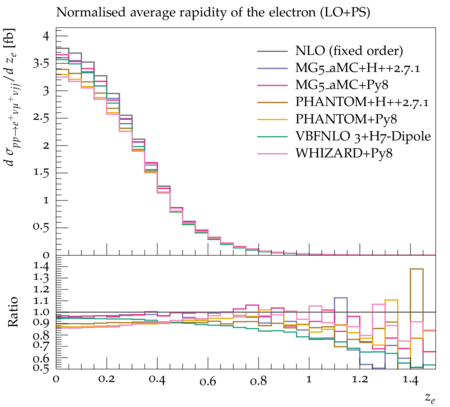 Normalised average rapidity of the electron (LO+PS)
d σpp→e+νμ+νjj/d ze [fb]
4
3.5
3
2.5
2
1.5
1
0.5
0
NLO (fixed order)
MG5_aMC+H++2.7.1
MG5_aMC+Py8
PHANTOM+H++2.7.1
PHANTOM+Py8
VBFNLO 3+H7-Dipole
WHIZARD+Py8
Ratio
1.4
1.3
1.2
1.1
1.0
0.9
0.8
0.7
0.6
0.5
0 0.2 0.4 0.6 0.8 1 1.2 1.4
ze